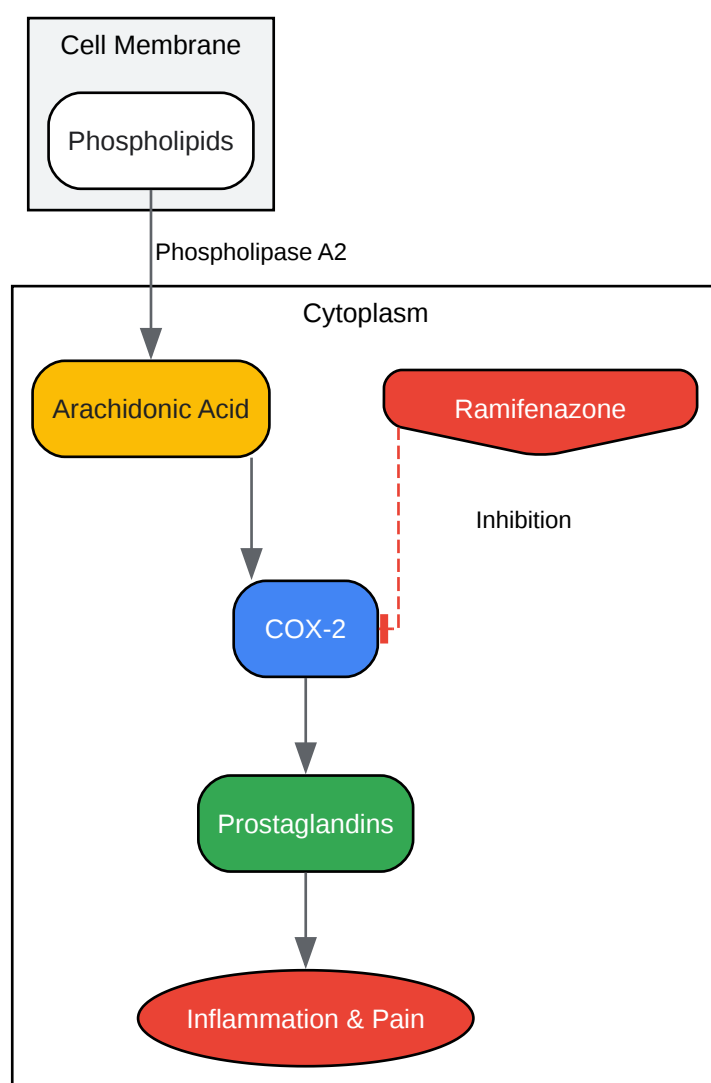 Cell Membrane
Phospholipids
Phospholipase A2
Cytoplasm
Arachidonic Acid
Ramifenazone
Inhibition
COX-2
Prostaglandins
Inflammation & Pain